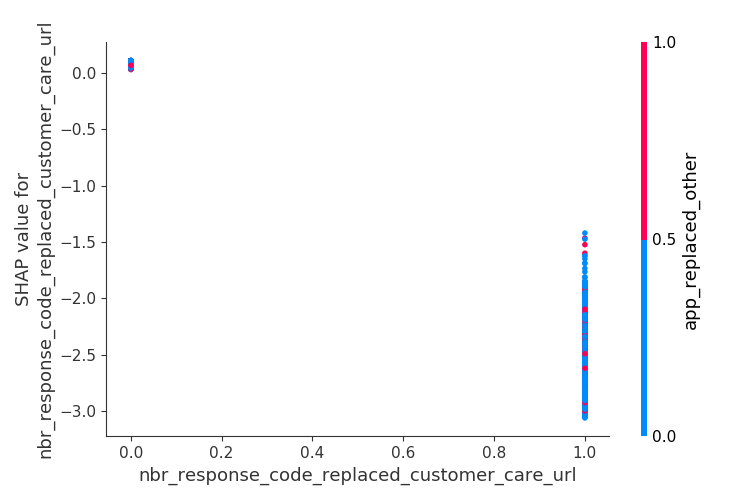 SHAP value for
nbr_response_code_replaced_customer_care_url
0.0
−0.5
−1.0
−1.5
−2.0
−2.5
−3.0
0.0 0.2 0.4 0.6 0.8 1.0
nbr_response_code_replaced_customer_care_url
1.0
0.5
0.0
app_replaced_other